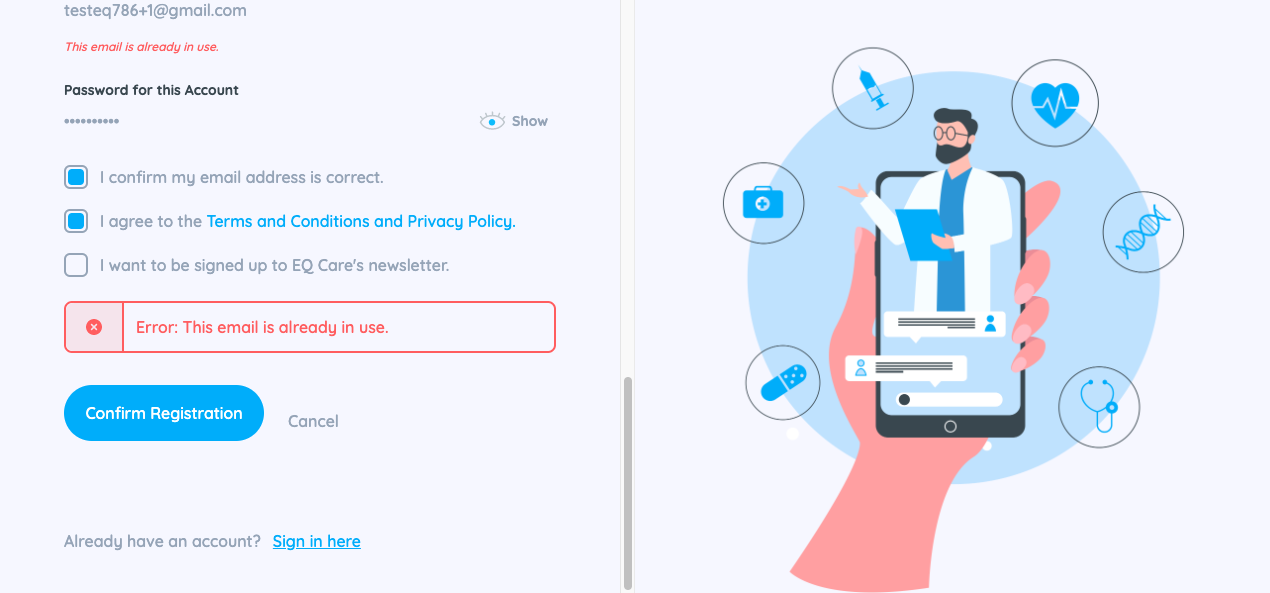 testeq786+1@gmail.com
This email is already in use.
Password for this Account
•••••••••• Show
I confirm my email address is correct.
I agree to the Terms and Conditions and Privacy Policy.
I want to be signed up to EQ Care's newsletter.
Error: This email is already in use.
Confirm Registration
Cancel
Already have an account? Sign in here